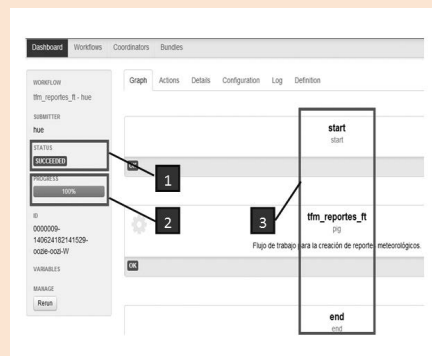 Dashboard Workflows Coordinators Bundles
WORKFLOW
tfm_reportes_ft - hue
SUBMITTER
hue
STATUS
SUCCEEDED
PROGRESS
100%
ID
0000009-
140624182141529-
oozie-oozi-W
VARIABLES
MANAGE
Rerun
Graph Actions Details Configuration Log Definition
start
start
1
2
3
tfm_reportes_ft
pig
Flujo de trabajo para la creación de reportes meteorológicos.
OK
end
end